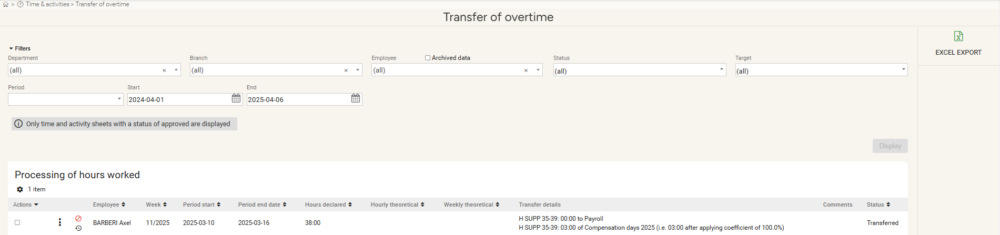 > Time & activities > Transfer of overtime
Transfer of overtime
EXCEL EXPORT
Filters
Department Branch Employee Archived data Status Target
(all) × (all) × (all) × (all) (all)
Period Start End
2024-04-01 2025-04-06
Only time and activity sheets with a status of approved are displayed
Display
Processing of hours worked
1 item
Actions Employee Week Period start Period end date Hours declared Hourly theoretical Weekly theoretical Transfer details Comments Status
BARBERI Axel 11/2025 2025-03-10 2025-03-16 38:00 H SUPP 35-39: 00:00 to Payroll Transferred
H SUPP 35-39: 03:00 of Compensation days 2025 (i.e. 03:00 after applying coefficient of 100.0%)